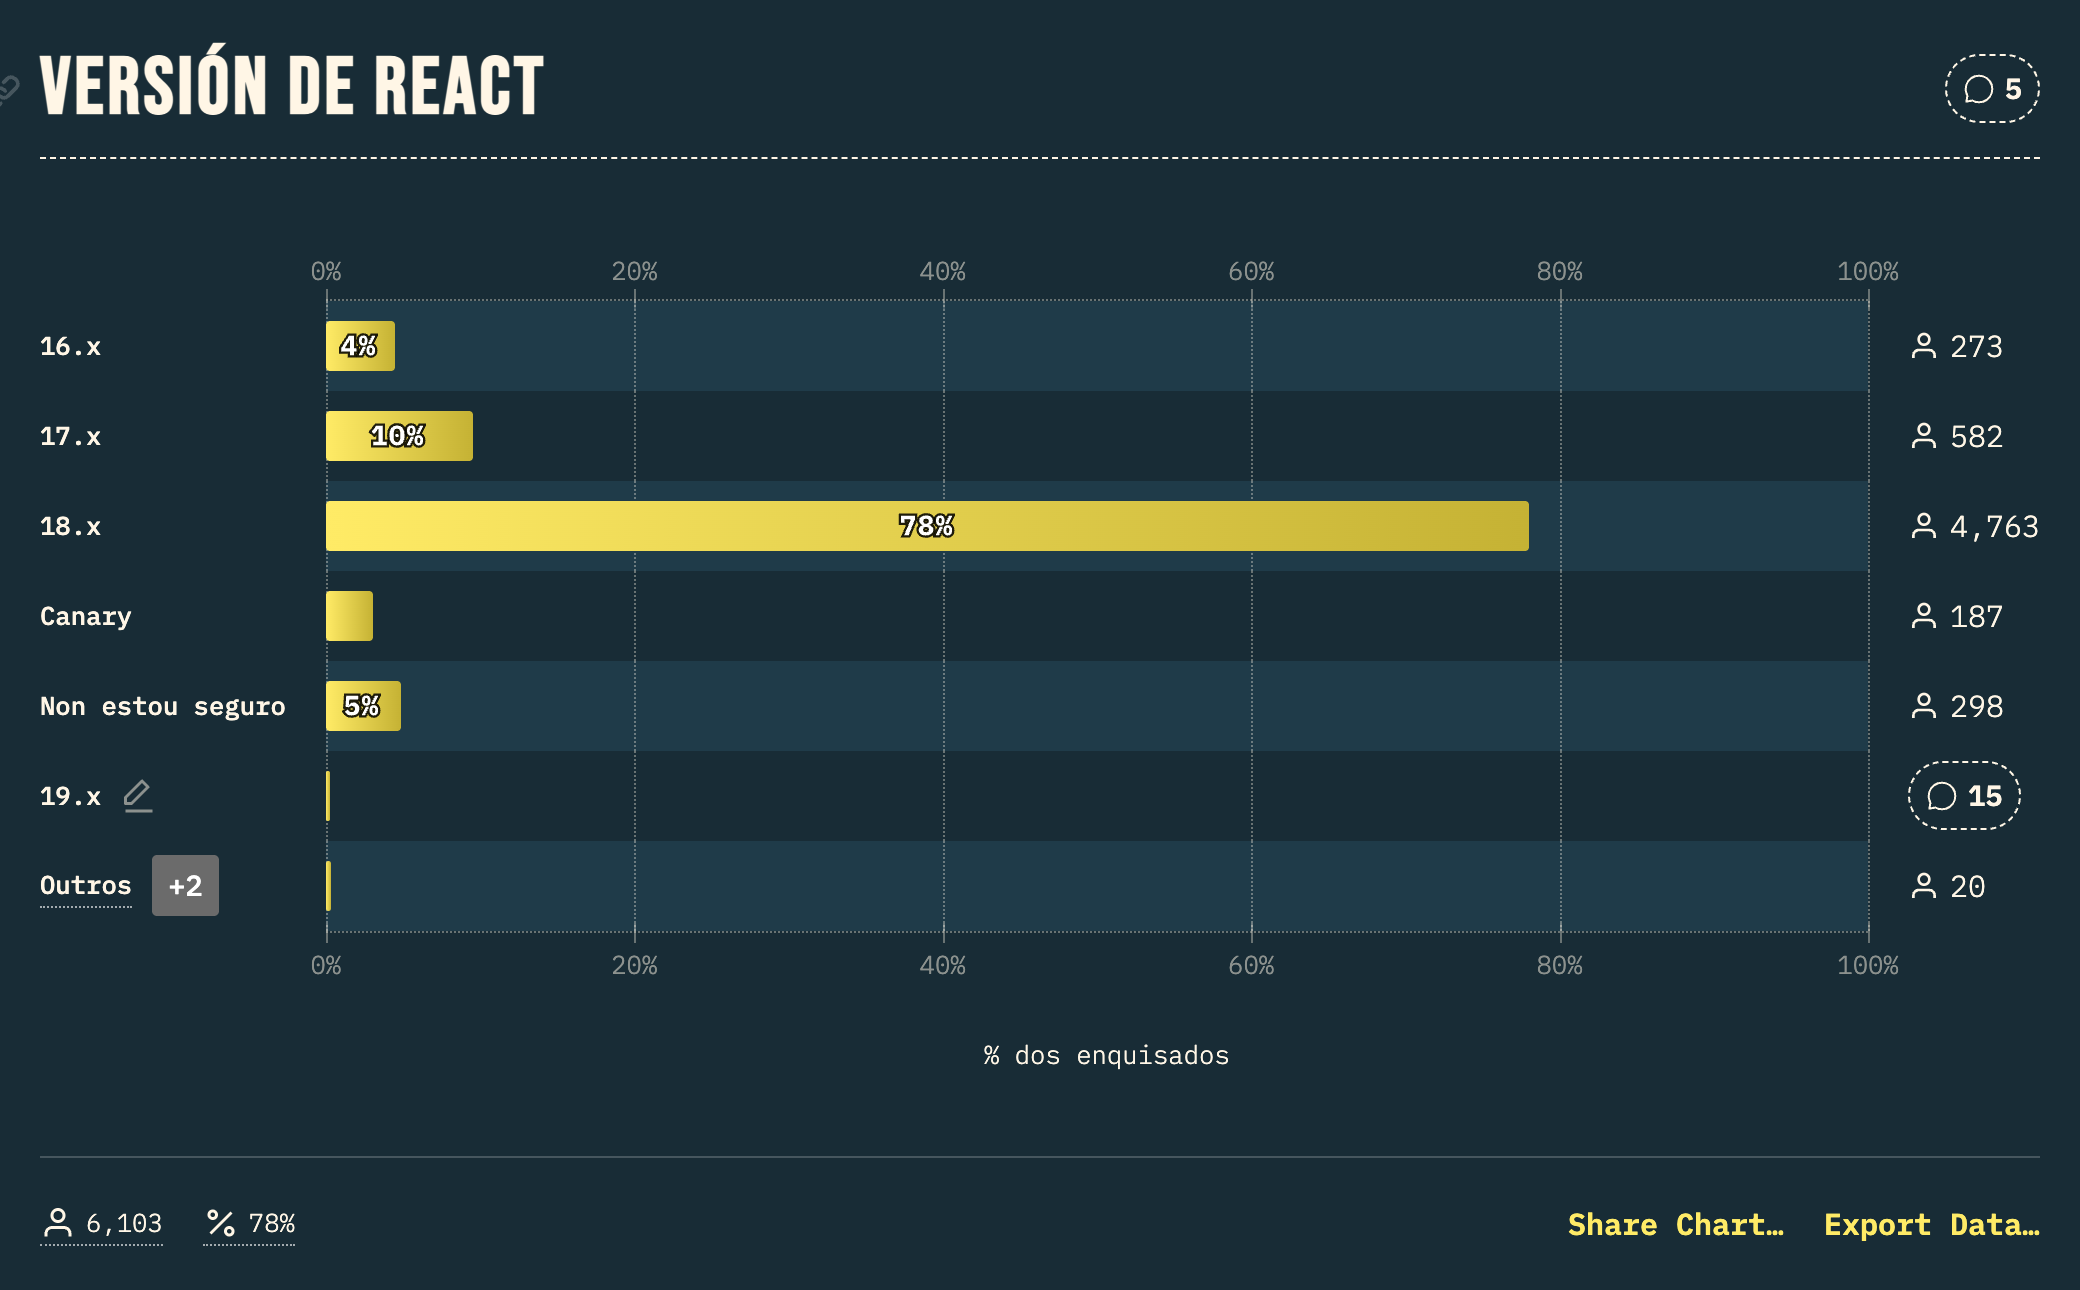 VERSIÓN DE REACT
5
0% 20% 40% 60% 80% 100%
16.x 4% 273
17.x 10% 582
18.x 78% 4,763
Canary 187
Non estou seguro 5% 298
19.x 15
Outros +2 20
0% 20% 40% 60% 80% 100%
% dos enquisados
6,103 78% Share Chart… Export Data…